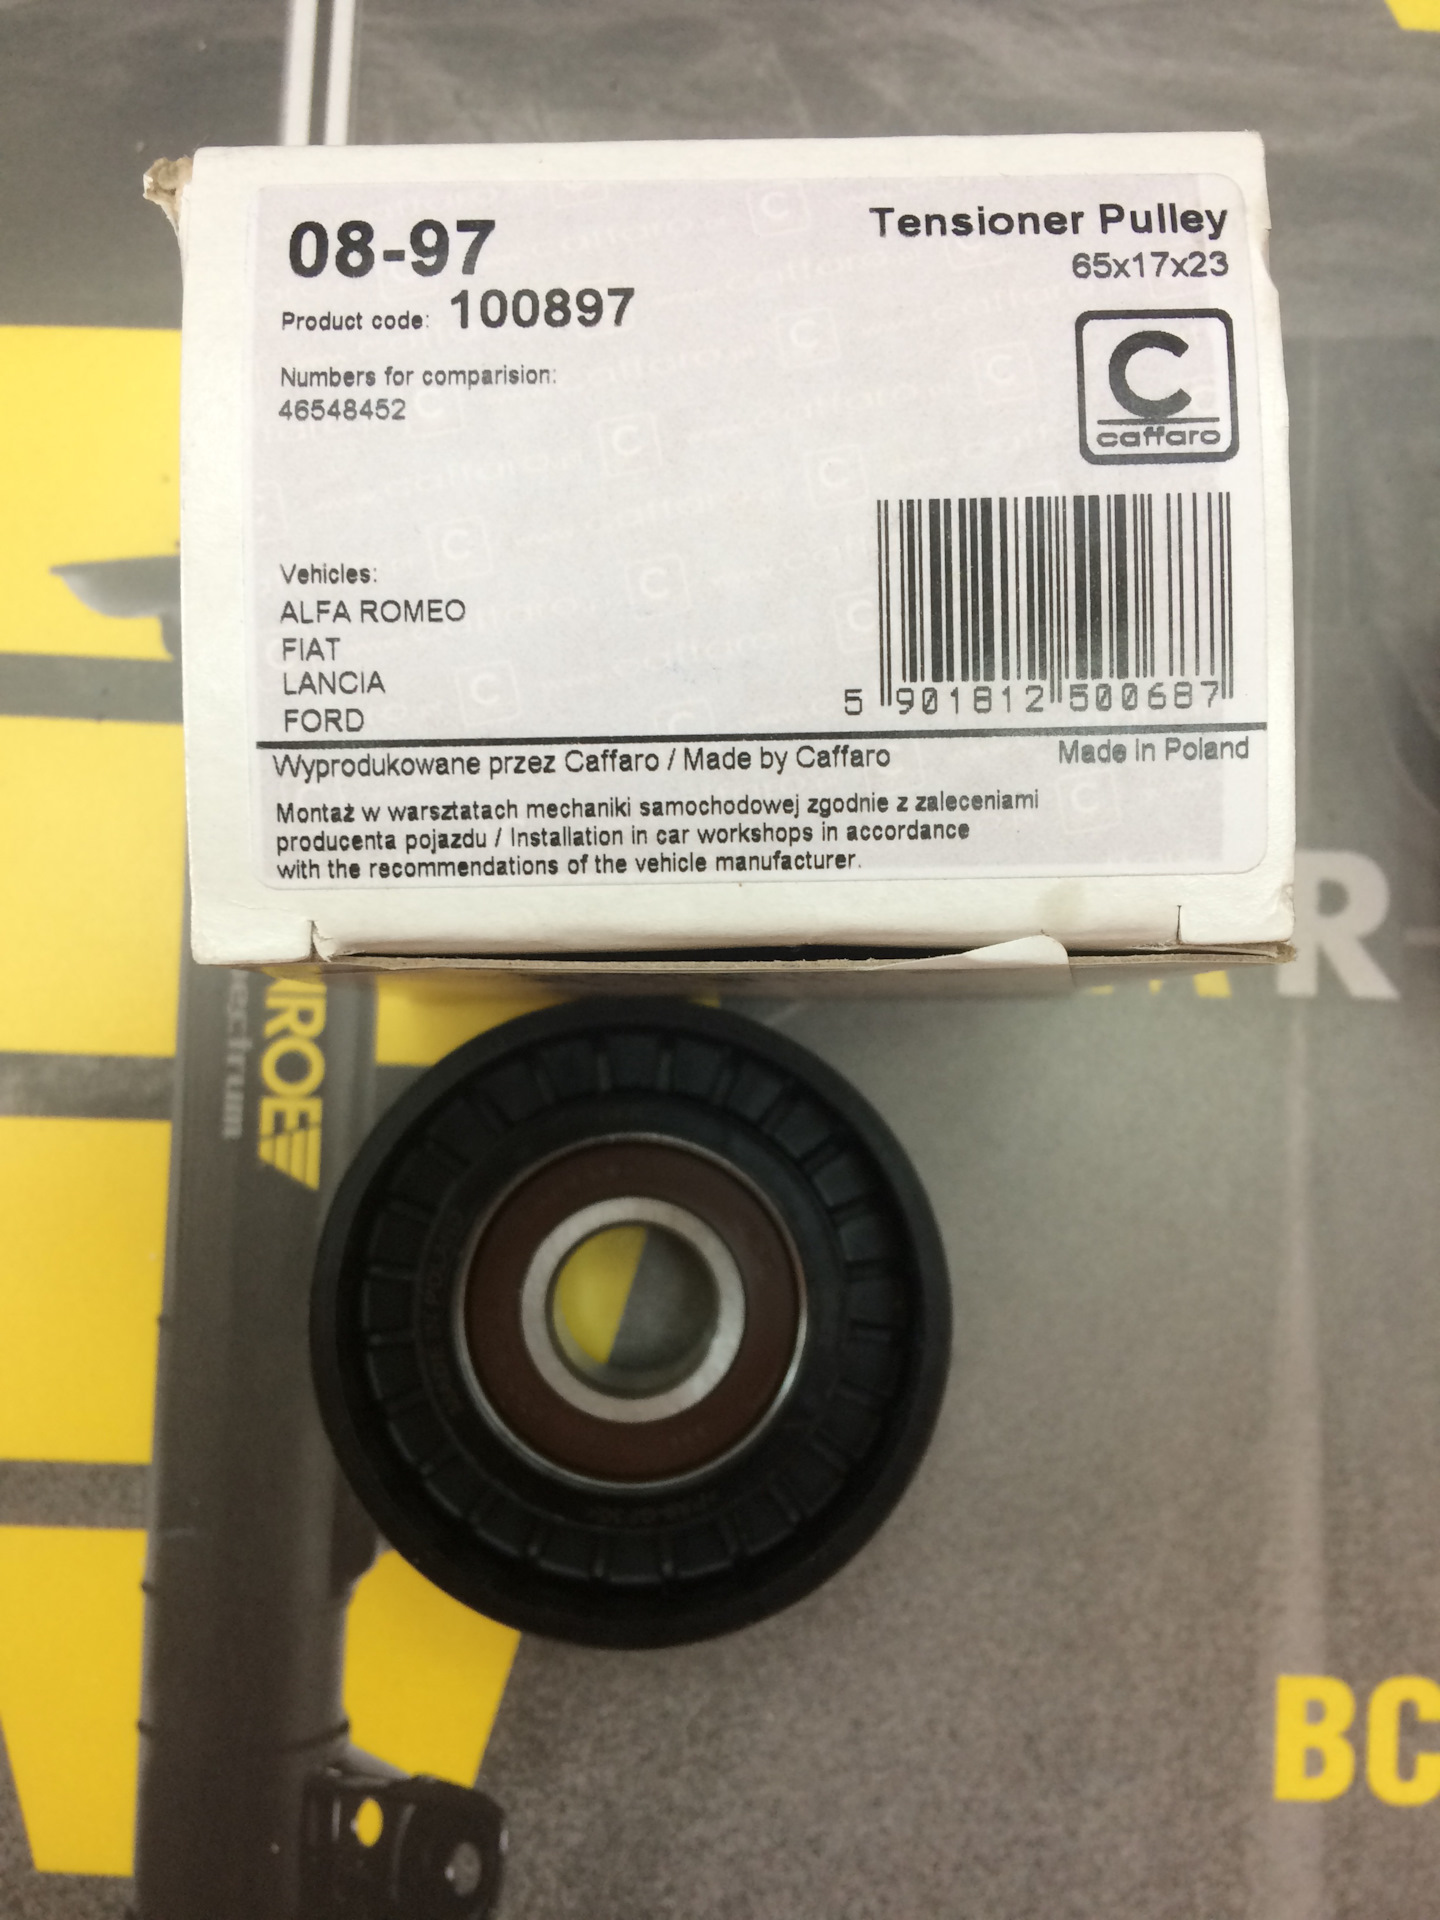 08-97
Tensioner Pulley
65x17x23
Product code: 100897
Numbers for comparision:
46548452
C
caffaro
Vehicles:
ALFA ROMEO
FIAT
LANCIA
FORD
5 901812 500687
Wyprodukowane przez Caffaro / Made by Caffaro
Made in Poland
Montaż w warsztatach mechaniki samochodowej zgodnie z zaleceniami
producenta pojazdu / Installation in car workshops in accordance
with the recommendations of the vehicle manufacturer.
R
BC